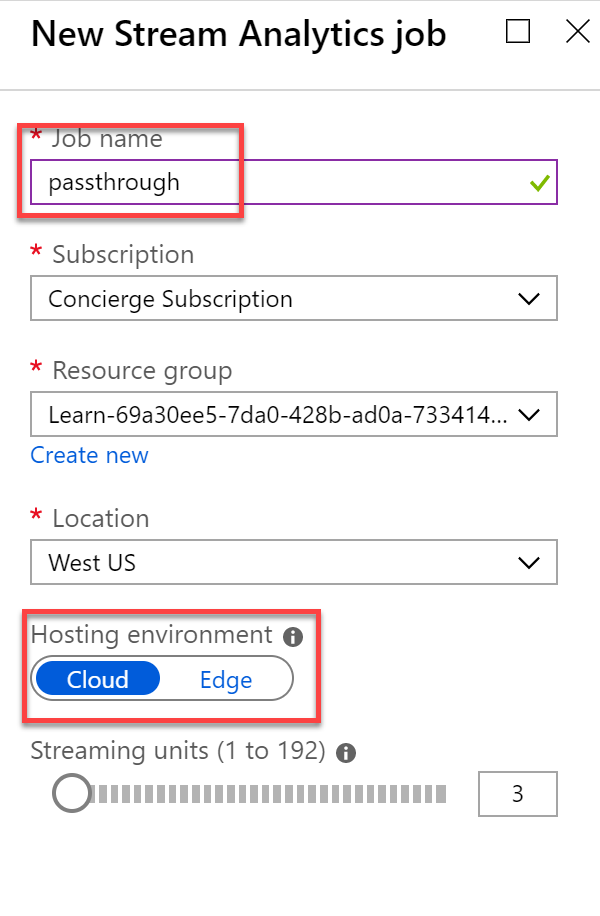 New Stream Analytics job
* Job name
passthrough
* Subscription
Concierge Subscription
* Resource group
Learn-69a30ee5-7da0-428b-ad0a-733414...
Create new
* Location
West US
Hosting environment
Cloud Edge
Streaming units (1 to 192)
3